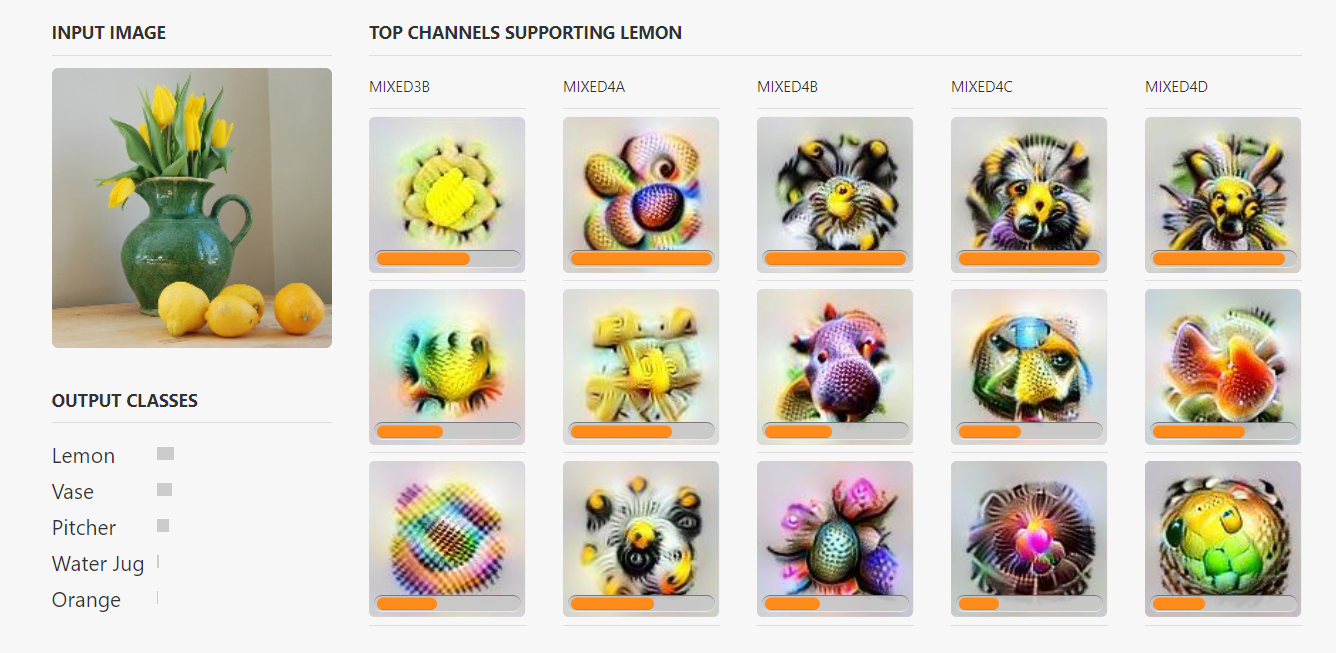 INPUT IMAGE
TOP CHANNELS SUPPORTING LEMON
MIXED3B
MIXED4A
MIXED4B
MIXED4C
MIXED4D
OUTPUT CLASSES
Lemon
Vase
Pitcher
Water Jug
Orange